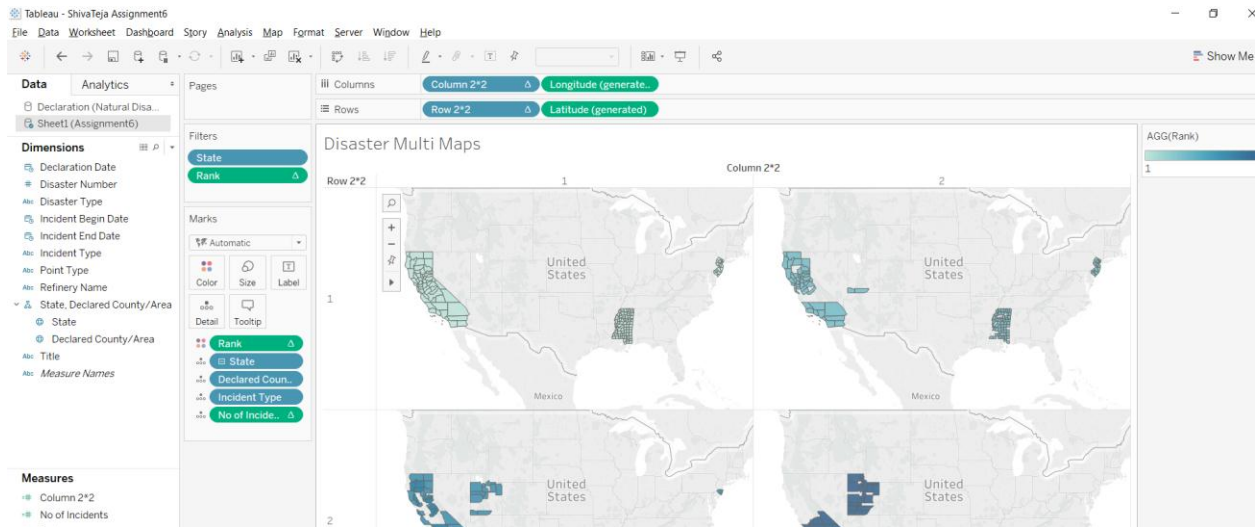 Tableau - ShivaTeja Assignment6
File Data Worksheet Dashboard Story Analysis Map Format Server Window Help
Show Me
Data Analytics
Declaration (Natural Disa...
Sheet1 (Assignment6)
Dimensions
Declaration Date
# Disaster Number
Abc Disaster Type
Incident Begin Date
Incident End Date
Abc Incident Type
Abc Point Type
Abc Refinery Name
State, Declared County/Area
State
Declared County/Area
Abc Title
Abc Measure Names
Measures
Column 2*2
No of Incidents
Pages
Filters
State
Rank
Marks
Automatic
Color Size Label
Detail Tooltip
Rank
State
Declared Coun..
Incident Type
No of Incide..
Columns Column 2*2 Longitude (generate..
Rows Row 2*2 Latitude (generated)
Disaster Multi Maps
Column 2*2
Row 2*2 1 2
1
United
States
Mexico
United
States
Mexico
2
United
States
United
States
AGG(Rank)
1